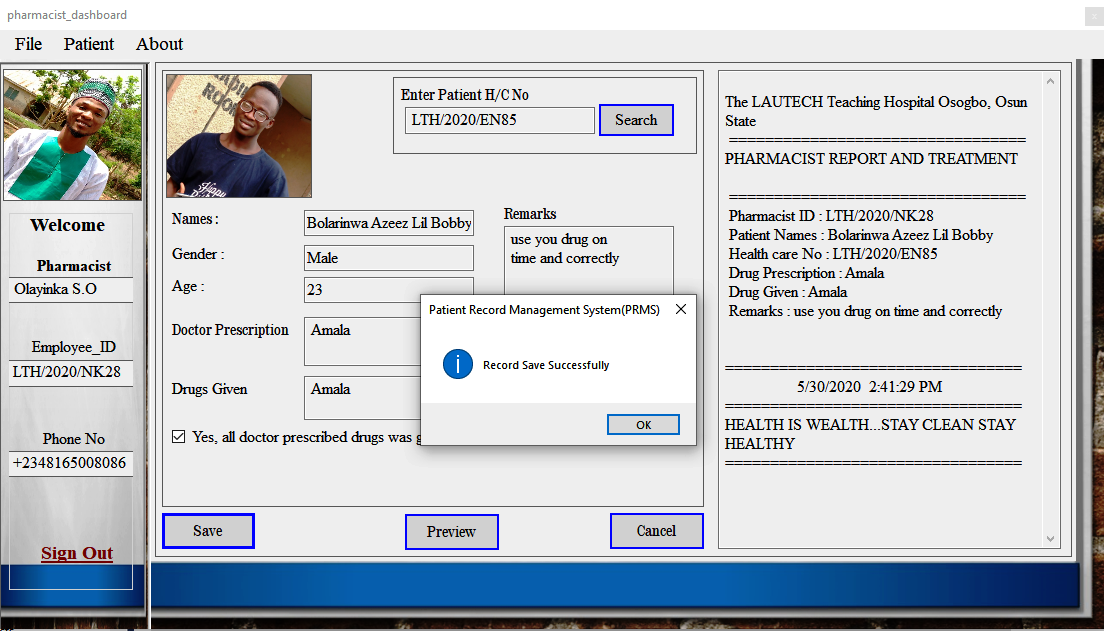 pharmacist_dashboard
File Patient About
Welcome
Pharmacist
Olayinka S.O
Employee_ID
LTH/2020/NK28
Phone No
+2348165008086
Sign Out
Enter Patient H/C No
LTH/2020/EN85
Search
Names :
Bolarinwa Azeez Lil Bobby
Gender :
Male
Age :
23
Doctor Prescription
Amala
Drugs Given
Amala
Yes, all doctor prescribed drugs was
Remarks
use you drug on
time and correctly
Patient Record Management System(PRMS)
Record Save Successfully
OK
Save
Preview
Cancel
The LAUTECH Teaching Hospital Osogbo, Osun
State
=================================
PHARMACIST REPORT AND TREATMENT
=================================
Pharmacist ID : LTH/2020/NK28
Patient Names : Bolarinwa Azeez Lil Bobby
Health care No : LTH/2020/EN85
Drug Prescription : Amala
Drug Given : Amala
Remarks : use you drug on time and correctly
=================================
5/30/2020 2:41:29 PM
=================================
HEALTH IS WEALTH...STAY CLEAN STAY
HEALTHY
=================================